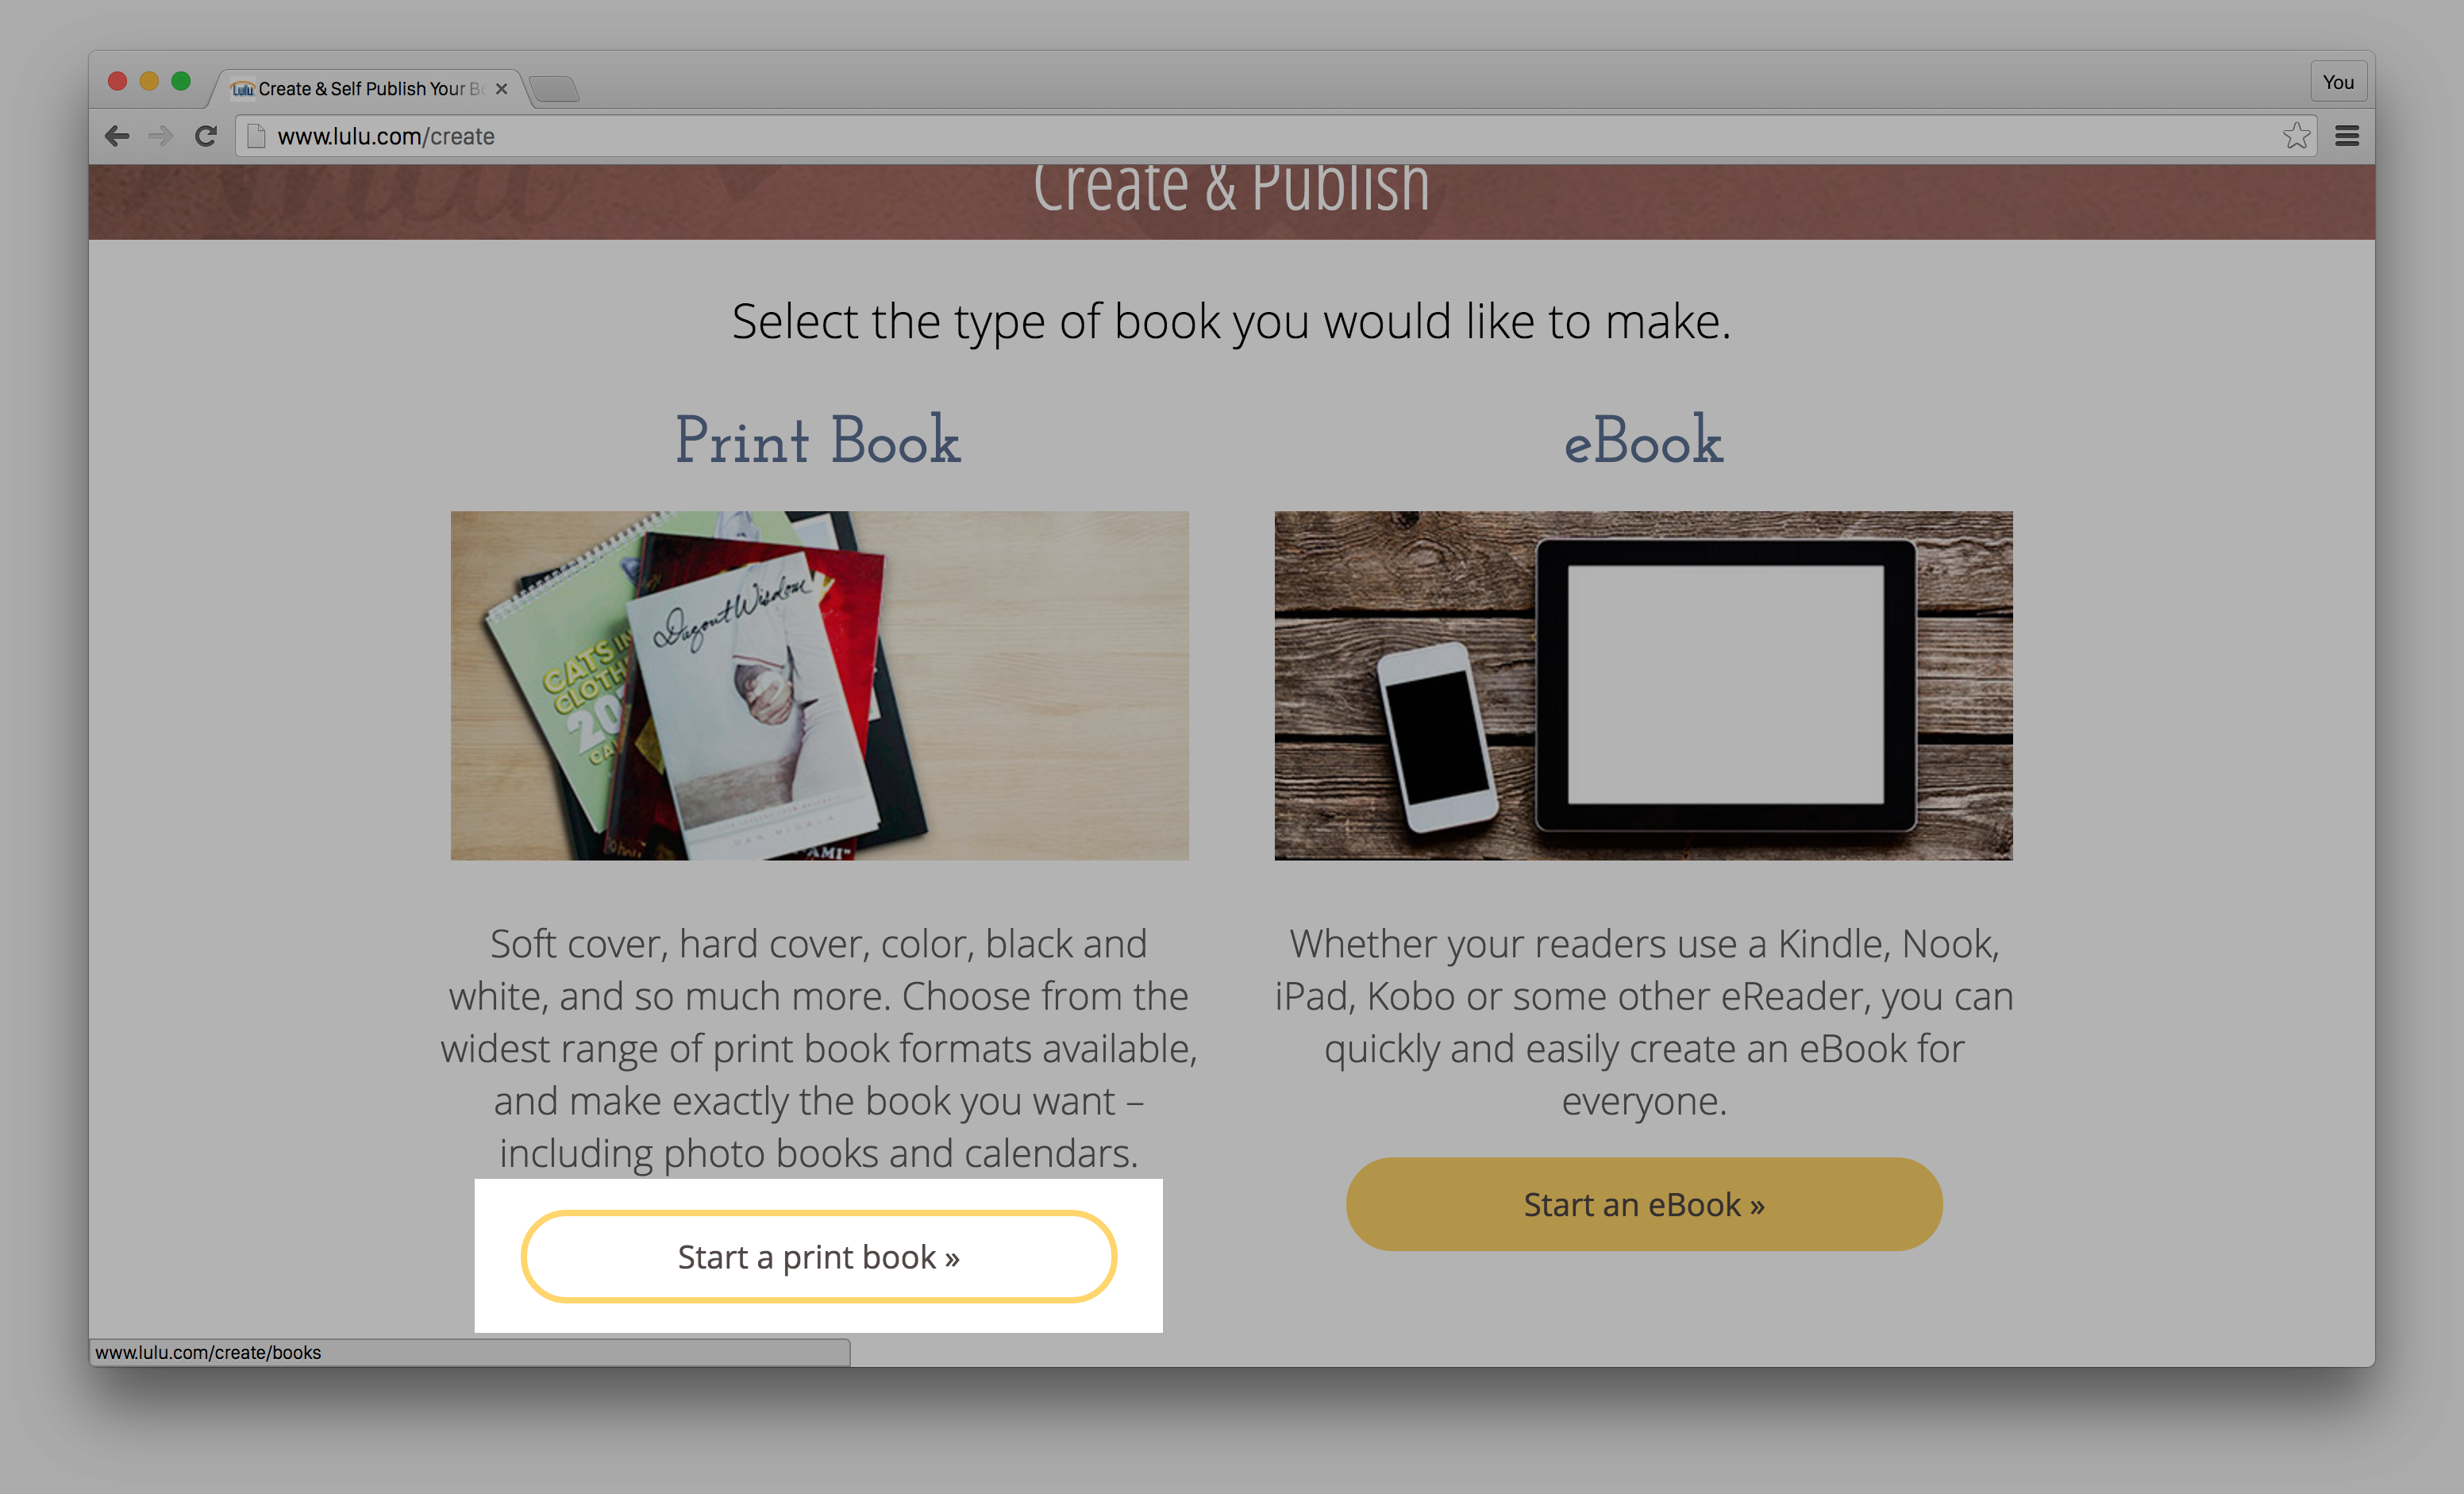 Lulu Create & Self Publish Your Bo
You
www.lulu.com/create
Create & Publish
Select the type of book you would like to make.
Print Book
eBook
Dugout Wisdom
CATS IN
CLOTH
20
CA
AMI"
Soft cover, hard cover, color, black and
white, and so much more. Choose from the
widest range of print book formats available,
and make exactly the book you want –
including photo books and calendars.
Start a print book »
Whether your readers use a Kindle, Nook,
iPad, Kobo or some other eReader, you can
quickly and easily create an eBook for
everyone.
Start an eBook »
www.lulu.com/create/books